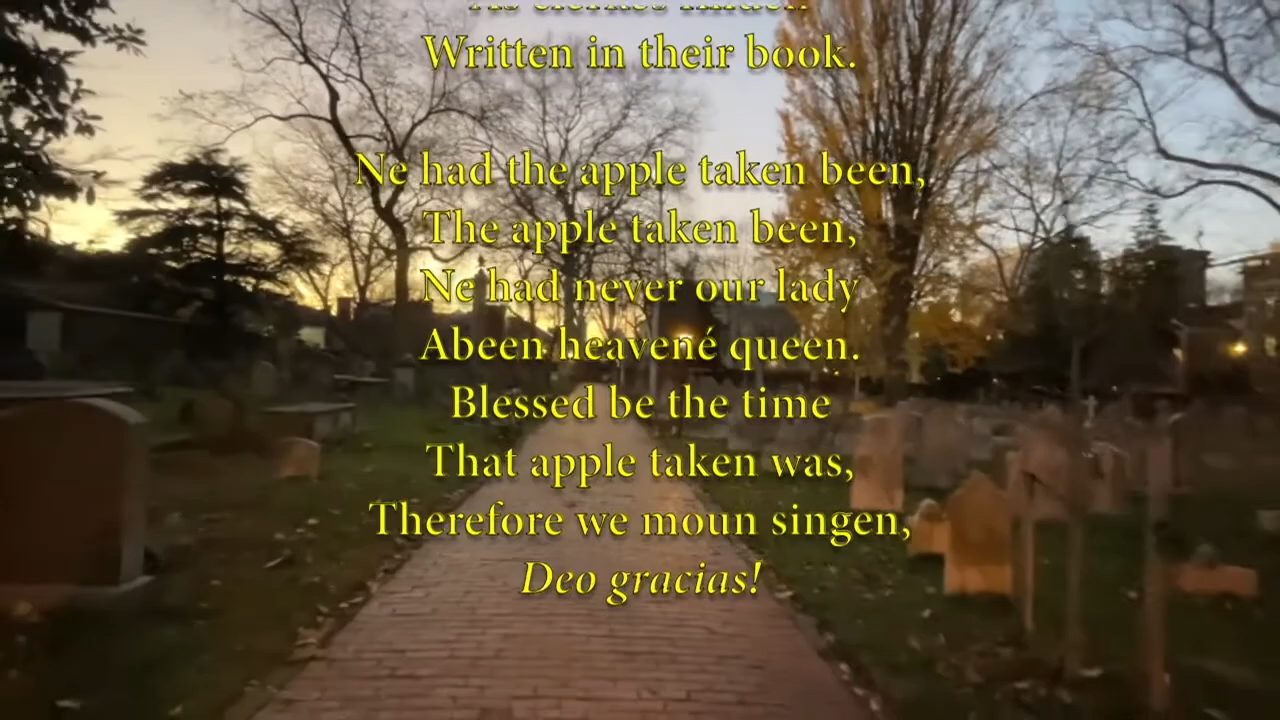 Written in their book.
Ne had the apple taken been,
The apple taken been,
Ne had never our lady
Abeen heavené queen.
Blessed be the time
That apple taken was,
Therefore we moun singen,
Deo gracias!